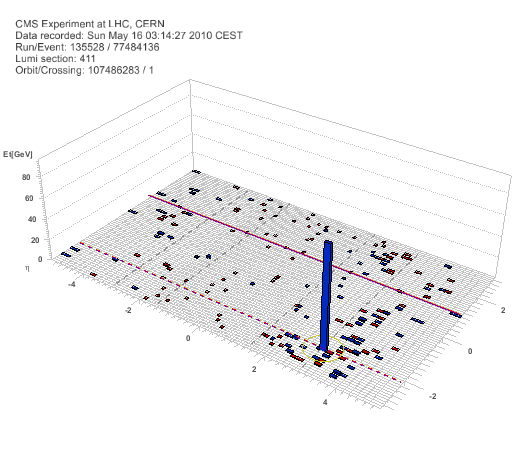 CMS Experiment at LHC, CERN
Data recorded: Sun May 16 03:14:27 2010 CEST
Run/Event: 135528 / 77484136
Lumi section: 411
Orbit/Crossing: 107486283 / 1
Et[GeV]
80
60
40
20
0
η
-4
-2
0
2
4
2
0
-2